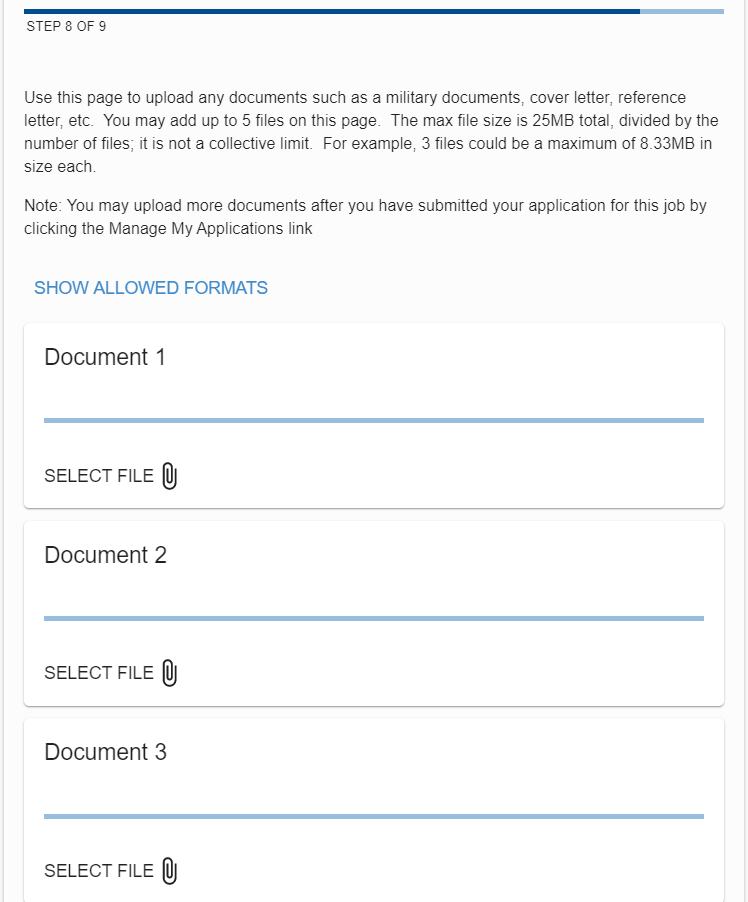 STEP 8 OF 9
Use this page to upload any documents such as a military documents, cover letter, reference
letter, etc.  You may add up to 5 files on this page.  The max file size is 25MB total, divided by the
number of files; it is not a collective limit.  For example, 3 files could be a maximum of 8.33MB in
size each.
Note: You may upload more documents after you have submitted your application for this job by
clicking the Manage My Applications link
SHOW ALLOWED FORMATS
Document 1
SELECT FILE
Document 2
SELECT FILE
Document 3
SELECT FILE